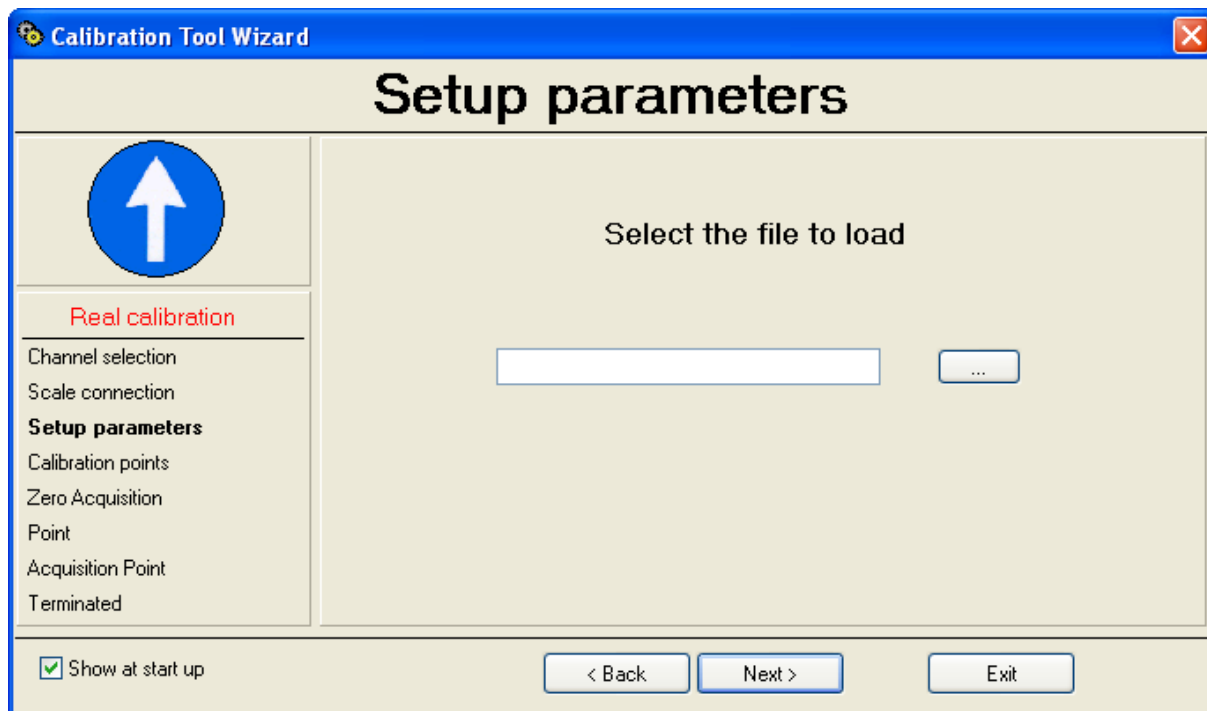 Calibration Tool Wizard
Setup parameters
Real calibration
Channel selection
Scale connection
Setup parameters
Calibration points
Zero Acquisition
Point
Acquisition Point
Terminated
Select the file to load
...
Show at start up
< Back
Next >
Exit